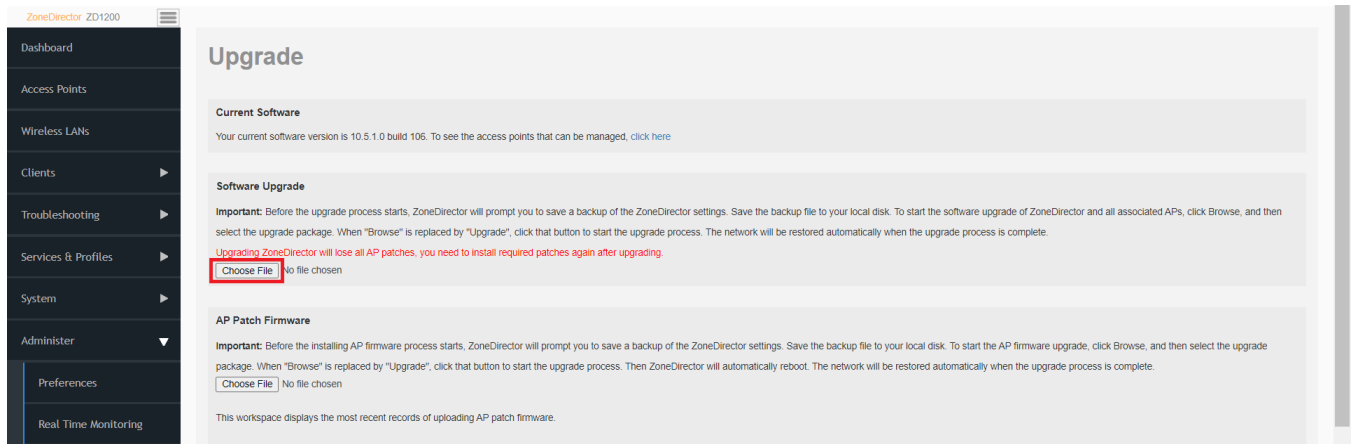 ZoneDirector ZD1200
Dashboard
Access Points
Wireless LANs
Clients
Troubleshooting
Services & Profiles
System
Administer
Preferences
Real Time Monitoring
Upgrade
Current Software
Your current software version is 10.5.1.0 build 106. To see the access points that can be managed, click here
Software Upgrade
Important: Before the upgrade process starts, ZoneDirector will prompt you to save a backup of the ZoneDirector settings. Save the backup file to your local disk. To start the software upgrade of ZoneDirector and all associated APs, click Browse, and then
select the upgrade package. When "Browse" is replaced by "Upgrade", click that button to start the upgrade process. The network will be restored automatically when the upgrade process is complete.
Upgrading ZoneDirector will lose all AP patches, you need to install required patches again after upgrading.
Choose File No file chosen
AP Patch Firmware
Important: Before the installing AP firmware process starts, ZoneDirector will prompt you to save a backup of the ZoneDirector settings. Save the backup file to your local disk. To start the AP firmware upgrade, click Browse, and then select the upgrade
package. When "Browse" is replaced by "Upgrade", click that button to start the upgrade process. Then ZoneDirector will automatically reboot. The network will be restored automatically when the upgrade process is complete.
Choose File No file chosen
This workspace displays the most recent records of uploading AP patch firmware.